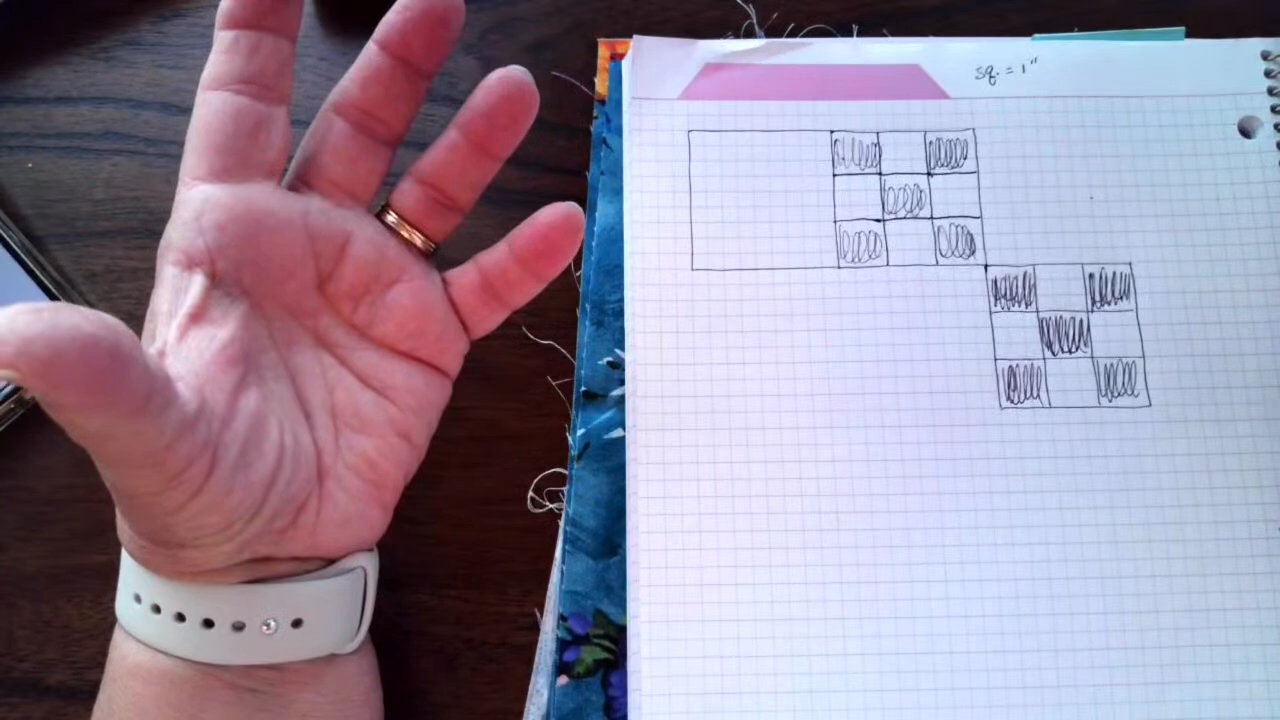 sq. = 1"